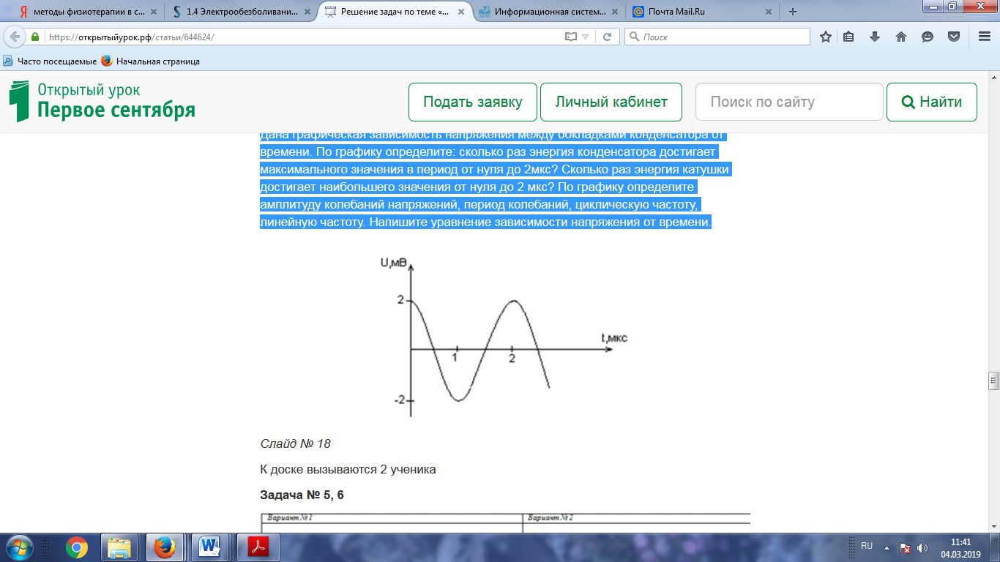 методы физиотерапии в с...
1.4 Электрообезболивани...
Решение задач по теме «...
Информационная систем...
Почта Mail.Ru
https://открытыйурок.рф/статьи/644624/
Поиск
Часто посещаемые
Начальная страница
Открытый урок
Первое сентября
Подать заявку
Личный кабинет
Поиск по сайту
Найти
Дана графическая зависимость напряжения между обкладками конденсатора от
времени. По графику определите: сколько раз энергия конденсатора достигает
максимального значения в период от нуля до 2мкс? Сколько раз энергия катушки
достигает наибольшего значения от нуля до 2 мкс? По графику определите
амплитуду колебаний напряжений, период колебаний, циклическую частоту,
линейную частоту. Напишите уравнение зависимости напряжения от времени.
U,мВ
2
t,мкс
1
2
-2
Слайд № 18
К доске вызываются 2 ученика
Задача № 5, 6
Вариант №1
Вариант №2
RU
11:41
04.03.2019